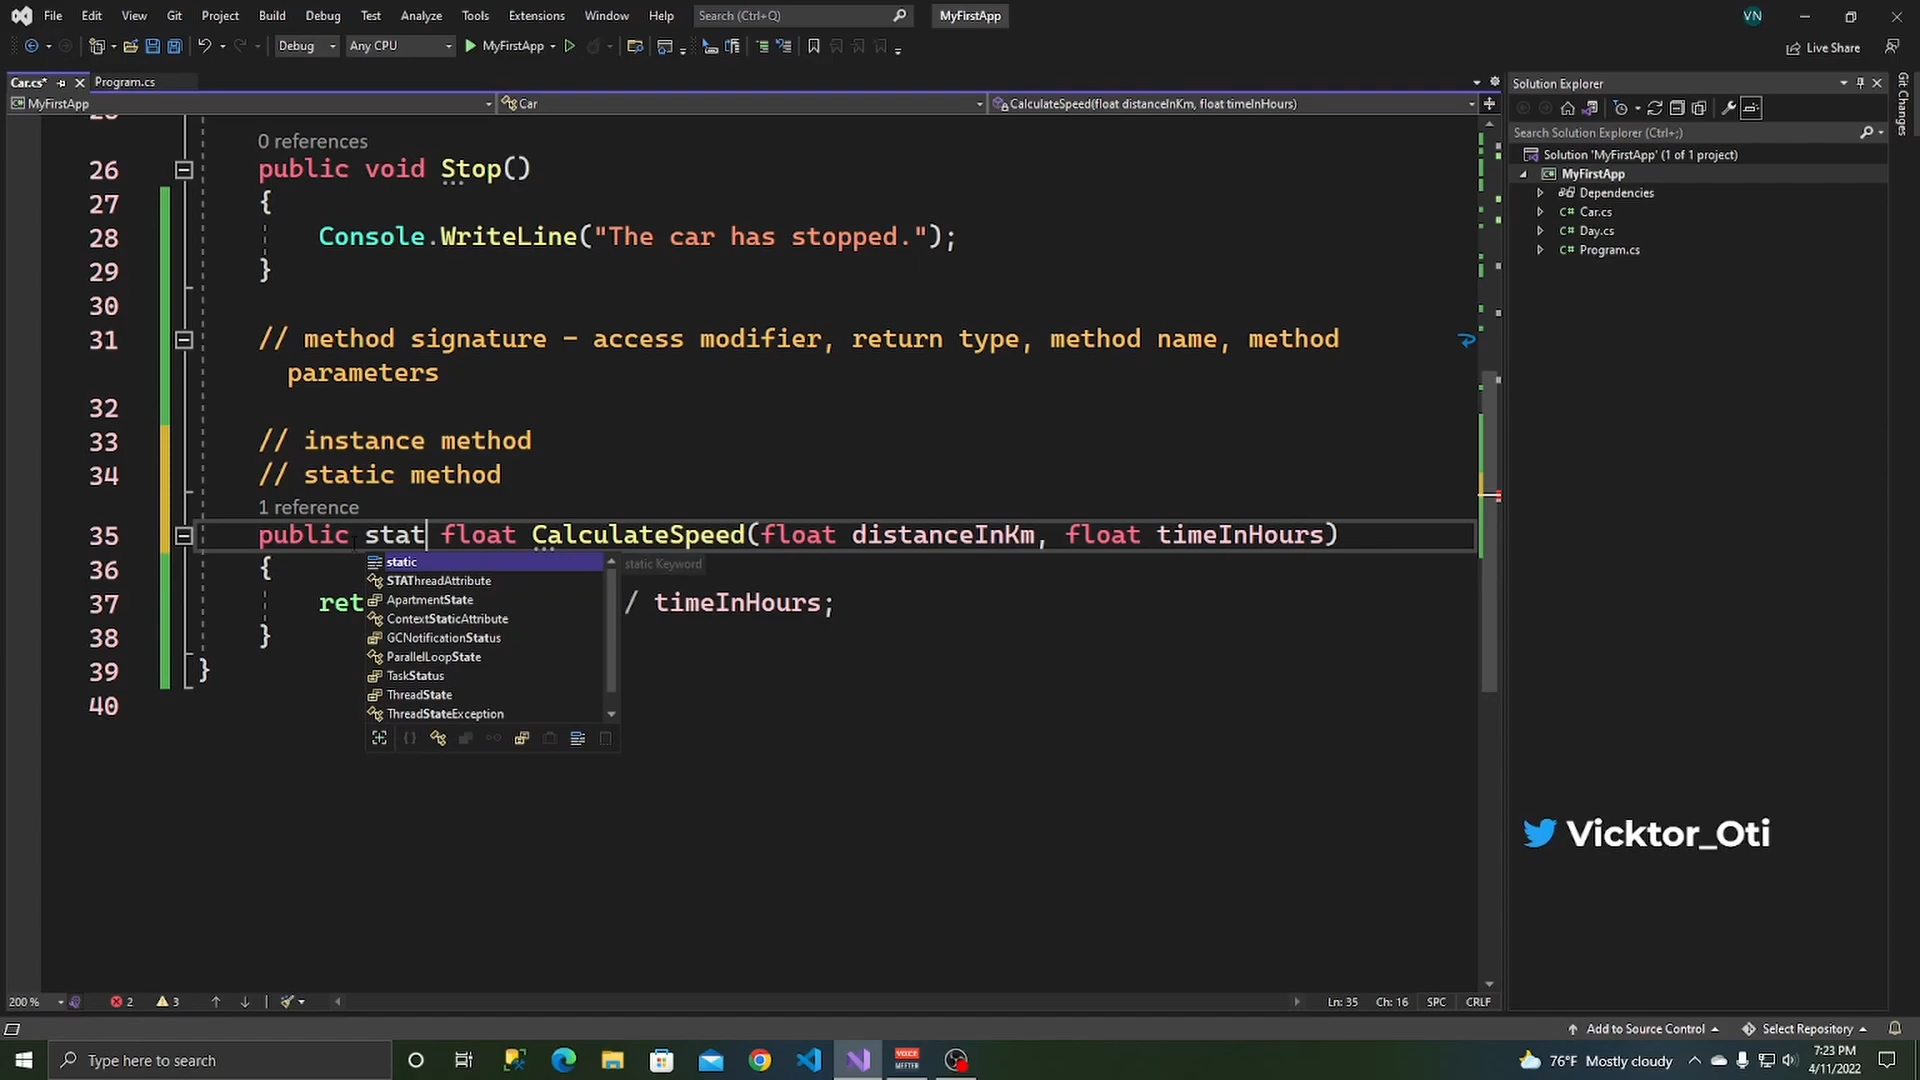 File Edit View Git Project Build Debug Test Analyze Tools Extensions Window Help Search (Ctrl+Q) MyFirstApp VN
Debug Any CPU MyFirstApp Live Share
Car.cs* Program.cs
MyFirstApp Car CalculateSpeed(float distanceInKm, float timeInHours)
0 references
26 public void Stop()
27 {
28 Console.WriteLine("The car has stopped.");
29 }
30
31 // method signature - access modifier, return type, method name, method
parameters
32
33 // instance method
34 // static method
1 reference
35 public stat float CalculateSpeed(float distanceInKm, float timeInHours)
36 {
37 ret / timeInHours;
38 }
39 }
40
static
STAThreadAttribute
ApartmentState
ContextStaticAttribute
GCNotificationStatus
ParallelLoopState
TaskStatus
ThreadState
ThreadStateException
static Keyword
Solution Explorer
Search Solution Explorer (Ctrl+;)
Solution 'MyFirstApp' (1 of 1 project)
MyFirstApp
Dependencies
C# Car.cs
C# Day.cs
C# Program.cs
Git Changes
Vicktor_Oti
200 % 2 3 Ln: 35 Ch: 16 SPC CRLF
Add to Source Control Select Repository
Type here to search
VOICE
MEETER
76°F Mostly cloudy
7:23 PM
4/11/2022